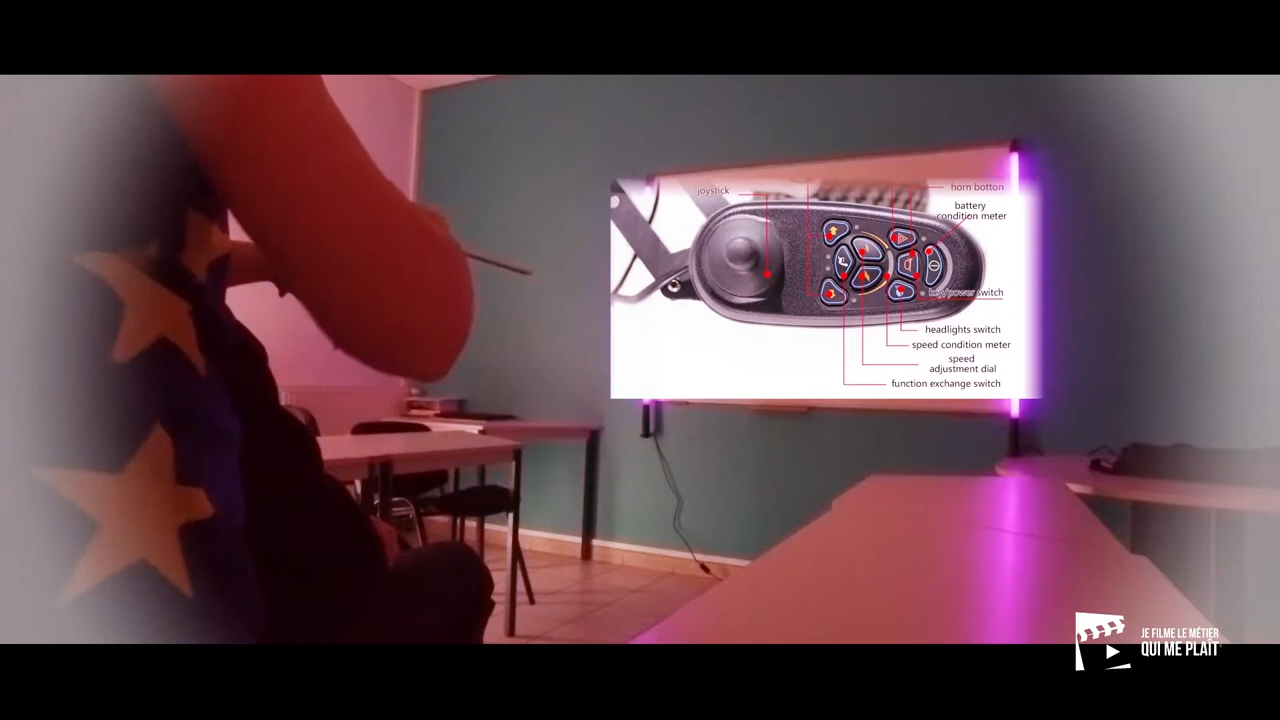 joystick
horn botton
battery
condition meter
key/power switch
headlights switch
speed condition meter
speed
adjustment dial
function exchange switch
JE FILME LE MÉTIER
QUI ME PLAÎT